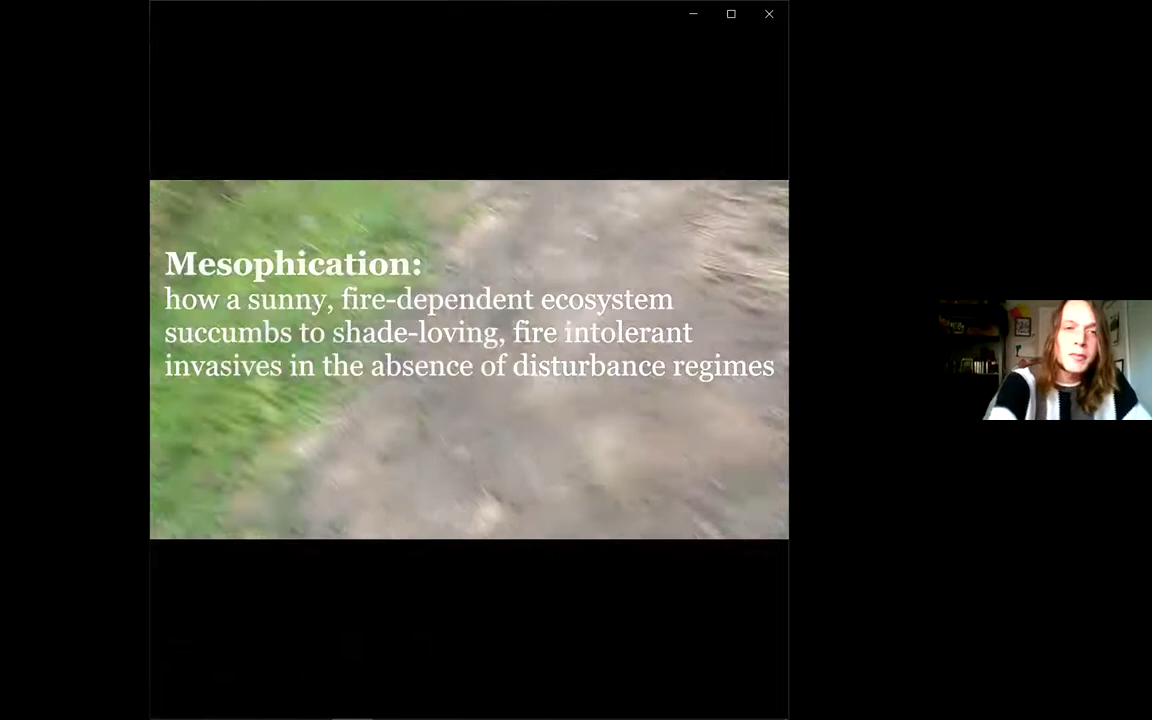 Mesophication:
how a sunny, fire-dependent ecosystem
succumbs to shade-loving, fire intolerant
invasives in the absence of disturbance regimes